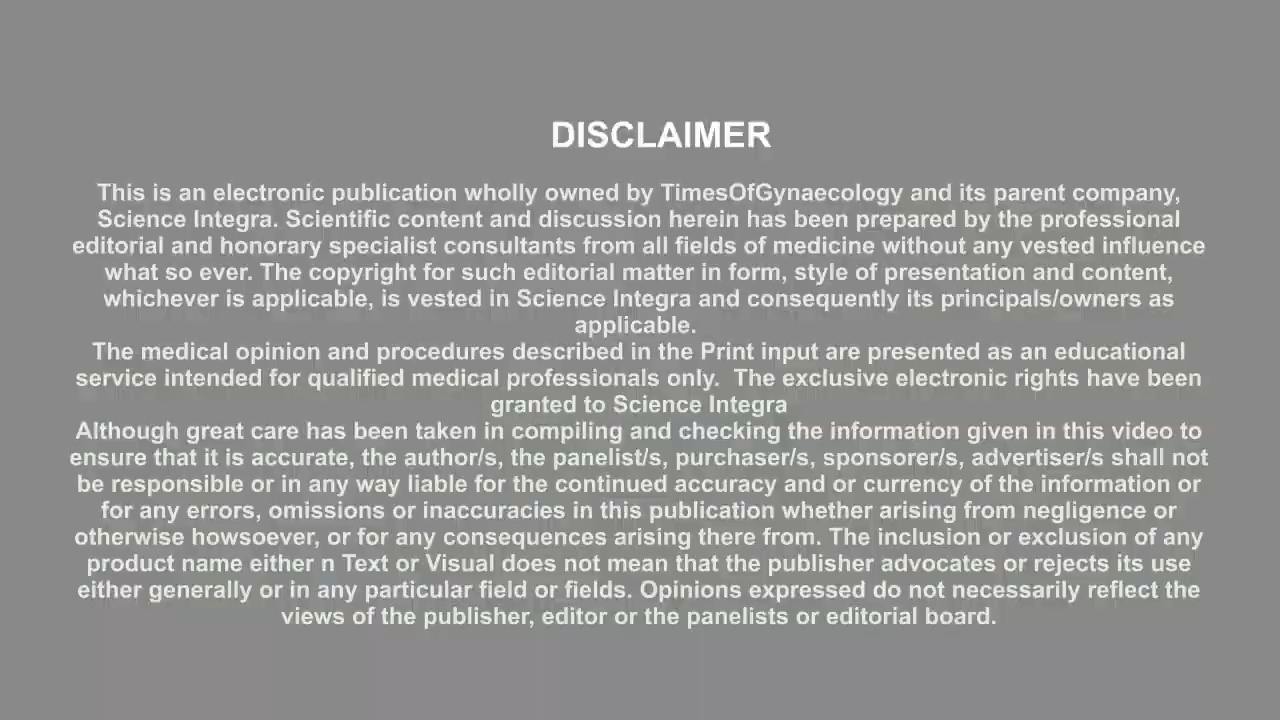 DISCLAIMER
This is an electronic publication wholly owned by TimesOfGynaecology and its parent company,
Science Integra. Scientific content and discussion herein has been prepared by the professional
editorial and honorary specialist consultants from all fields of medicine without any vested influence
what so ever. The copyright for such editorial matter in form, style of presentation and content,
whichever is applicable, is vested in Science Integra and consequently its principals/owners as
applicable.
The medical opinion and procedures described in the Print input are presented as an educational
service intended for qualified medical professionals only.  The exclusive electronic rights have been
granted to Science Integra
Although great care has been taken in compiling and checking the information given in this video to
ensure that it is accurate, the author/s, the panelist/s, purchaser/s, sponsorer/s, advertiser/s shall not
be responsible or in any way liable for the continued accuracy and or currency of the information or
for any errors, omissions or inaccuracies in this publication whether arising from negligence or
otherwise howsoever, or for any consequences arising there from. The inclusion or exclusion of any
product name either n Text or Visual does not mean that the publisher advocates or rejects its use
either generally or in any particular field or fields. Opinions expressed do not necessarily reflect the
views of the publisher, editor or the panelists or editorial board.